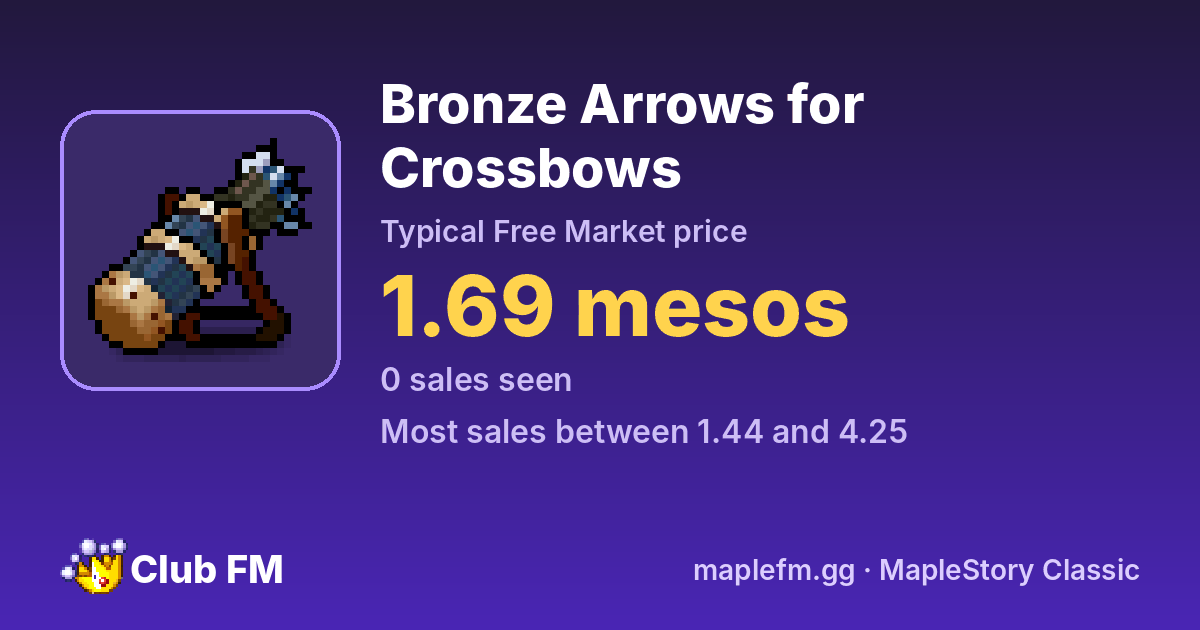 Bronze Arrows for
Crossbows
Typical Free Market price
1.69 mesos
0 sales seen
Most sales between 1.44 and 4.25
Club FM
maplefm.gg · MapleStory Classic